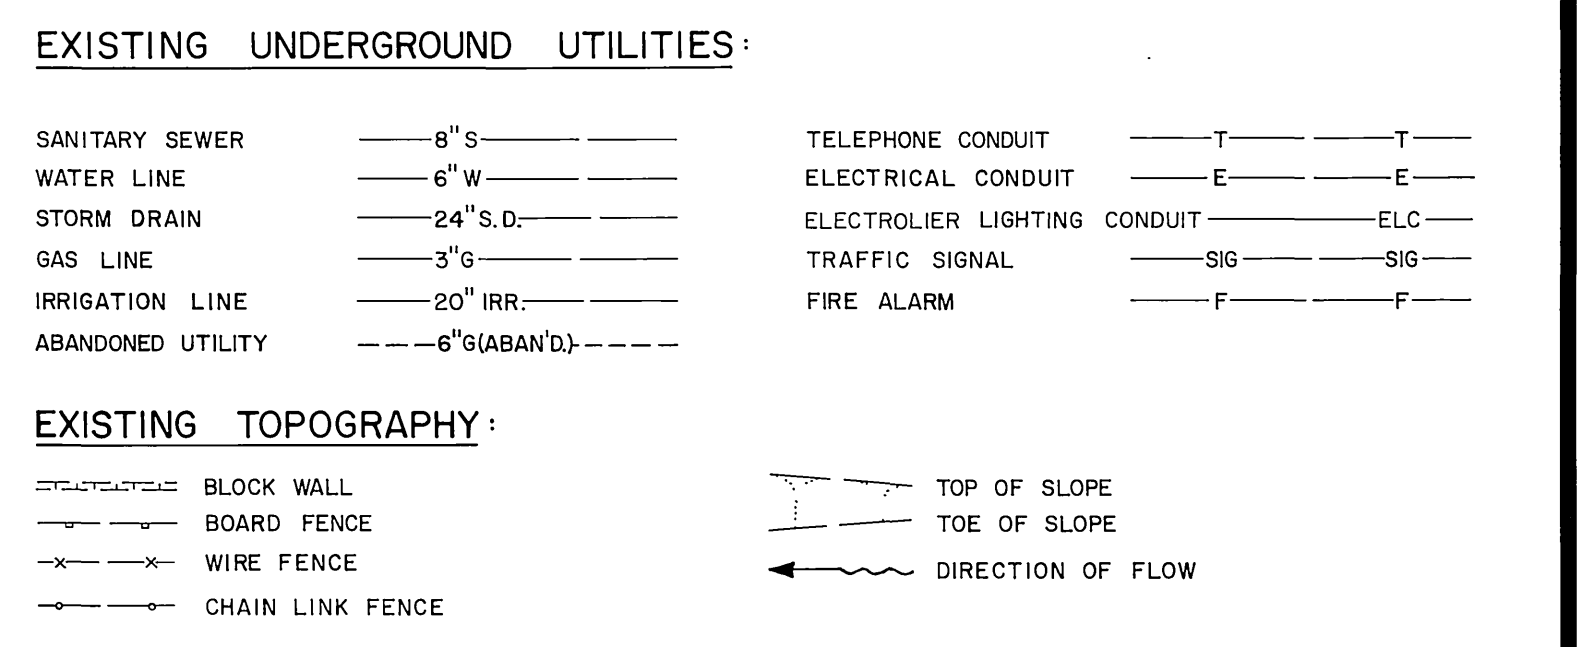 EXISTING UNDERGROUND UTILITIES:
SANITARY SEWER 8" S
WATER LINE 6" W
STORM DRAIN 24" S.D.
GAS LINE 3" G
IRRIGATION LINE 20" IRR.
ABANDONED UTILITY 6" G(ABAN'D.)
TELEPHONE CONDUIT T T
ELECTRICAL CONDUIT E E
ELECTROLIER LIGHTING CONDUIT ELC
TRAFFIC SIGNAL SIG SIG
FIRE ALARM F F
EXISTING TOPOGRAPHY:
BLOCK WALL
BOARD FENCE
WIRE FENCE
CHAIN LINK FENCE
TOP OF SLOPE
TOE OF SLOPE
DIRECTION OF FLOW